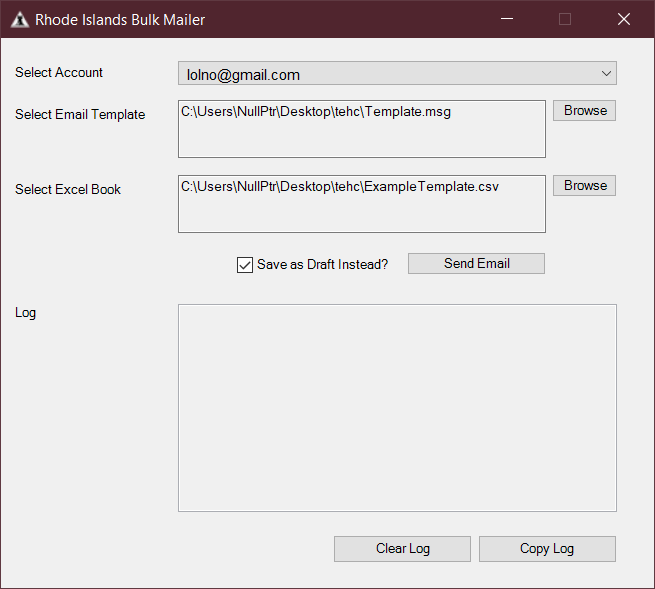 Rhode Islands Bulk Mailer
Select Account
lolno@gmail.com
Select Email Template
C:\Users\NullPtr\Desktop\tehc\Template.msg
Browse
Select Excel Book
C:\Users\NullPtr\Desktop\tehc\ExampleTemplate.csv
Browse
Save as Draft Instead?
Send Email
Log
Clear Log
Copy Log